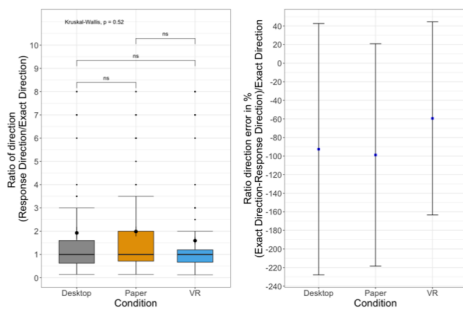 Kruskal-Wallis, p = 0.52
ns
ns
ns
10
9
8
7
6
5
4
3
2
1
0
Ratio of direction
(Response Direction/Exact Direction)
Desktop
Paper
VR
Condition
40
20
0
-20
-40
-60
-80
-100
-120
-140
-160
-180
-200
-220
-240
Ratio direction error in %
(Exact Direction-Response Direction)/Exact Direction)
Desktop
Paper
VR
Condition